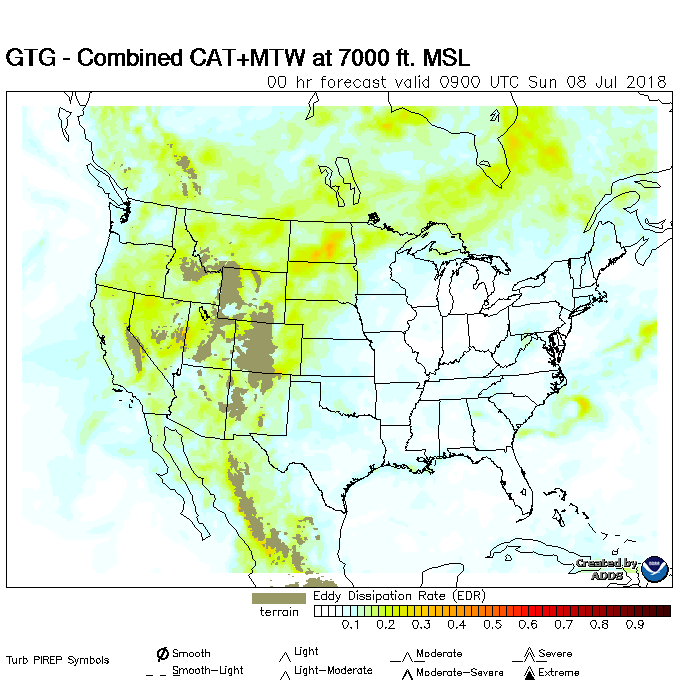 GTG - Combined CAT+MTW at 7000 ft. MSL
00 hr forecast valid 0900 UTC Sun 08 Jul 2018
Created by
ADDS
NOAA
Eddy Dissipation Rate (EDR)
terrain
0.1 0.2 0.3 0.4 0.5 0.6 0.7 0.8 0.9
Turb PIREP Symbols
Smooth
Light
Moderate
Severe
Smooth-Light
Light-Moderate
Moderate-Severe
Extreme